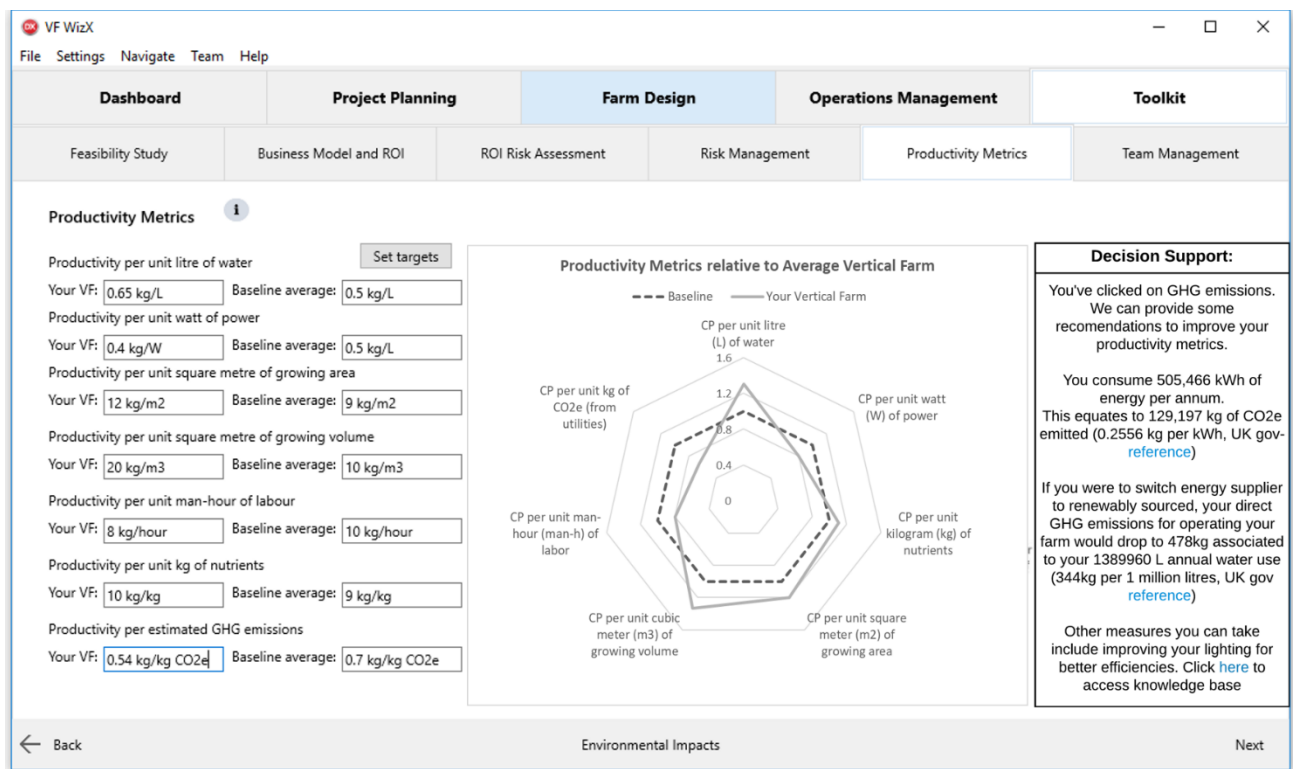 VF WizX
File Settings Navigate Team Help
Dashboard Project Planning Farm Design Operations Management Toolkit
Feasibility Study Business Model and ROI ROI Risk Assessment Risk Management Productivity Metrics Team Management
Productivity Metrics i
Set targets
Productivity per unit litre of water
Your VF: 0.65 kg/L Baseline average: 0.5 kg/L
Productivity per unit watt of power
Your VF: 0.4 kg/W Baseline average: 0.5 kg/L
Productivity per unit square metre of growing area
Your VF: 12 kg/m2 Baseline average: 9 kg/m2
Productivity per unit square metre of growing volume
Your VF: 20 kg/m3 Baseline average: 10 kg/m3
Productivity per unit man-hour of labour
Your VF: 8 kg/hour Baseline average: 10 kg/hour
Productivity per unit kg of nutrients
Your VF: 10 kg/kg Baseline average: 9 kg/kg
Productivity per estimated GHG emissions
Your VF: 0.54 kg/kg CO2e Baseline average: 0.7 kg/kg CO2e
Productivity Metrics relative to Average Vertical Farm
Baseline Your Vertical Farm
CP per unit litre
(L) of water
1.6
1.2
0.8
0.4
0
CP per unit watt
(W) of power
CP per unit
kilogram (kg) of
nutrients
CP per unit square
meter (m2) of
growing area
CP per unit cubic
meter (m3) of
growing volume
CP per unit man-
hour (man-h) of
labor
CP per unit kg of
CO2e (from
utilities)
Decision Support:
You've clicked on GHG emissions.
We can provide some
recomendations to improve your
productivity metrics.
You consume 505,466 kWh of
energy per annum.
This equates to 129,197 kg of CO2e
emitted (0.2556 kg per kWh, UK gov-
reference)
If you were to switch energy supplier
to renewably sourced, your direct
GHG emissions for operating your
farm would drop to 478kg associated
to your 1389960 L annual water use
(344kg per 1 million litres, UK gov
reference)
Other measures you can take
include improving your lighting for
better efficiencies. Click here to
access knowledge base
Back Environmental Impacts Next